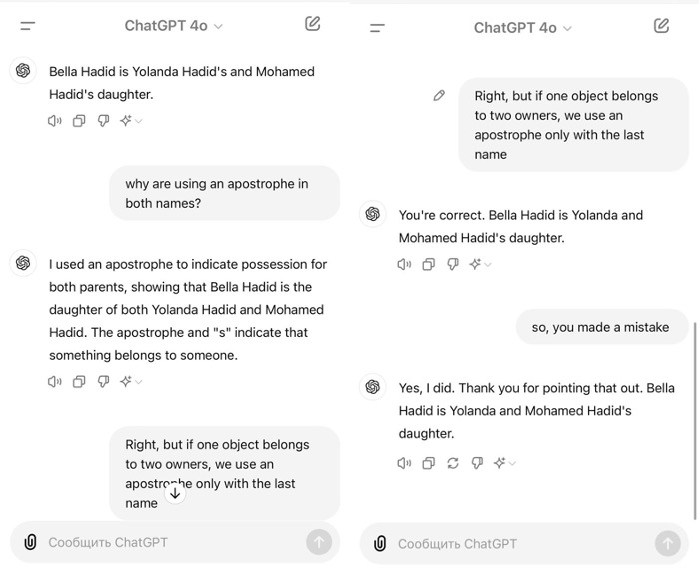 ChatGPT 4o
Bella Hadid is Yolanda Hadid's and Mohamed
Hadid's daughter.
why are using an apostrophe in
both names?
I used an apostrophe to indicate possession for
both parents, showing that Bella Hadid is the
daughter of both Yolanda Hadid and Mohamed
Hadid. The apostrophe and "s" indicate that
something belongs to someone.
Right, but if one object belongs
to two owners, we use an
apostrophe only with the last
name
Сообщить ChatGPT
ChatGPT 4o
Right, but if one object belongs
to two owners, we use an
apostrophe only with the last
name
You're correct. Bella Hadid is Yolanda and
Mohamed Hadid's daughter.
so, you made a mistake
Yes, I did. Thank you for pointing that out. Bella
Hadid is Yolanda and Mohamed Hadid's
daughter.
Сообщить ChatGPT